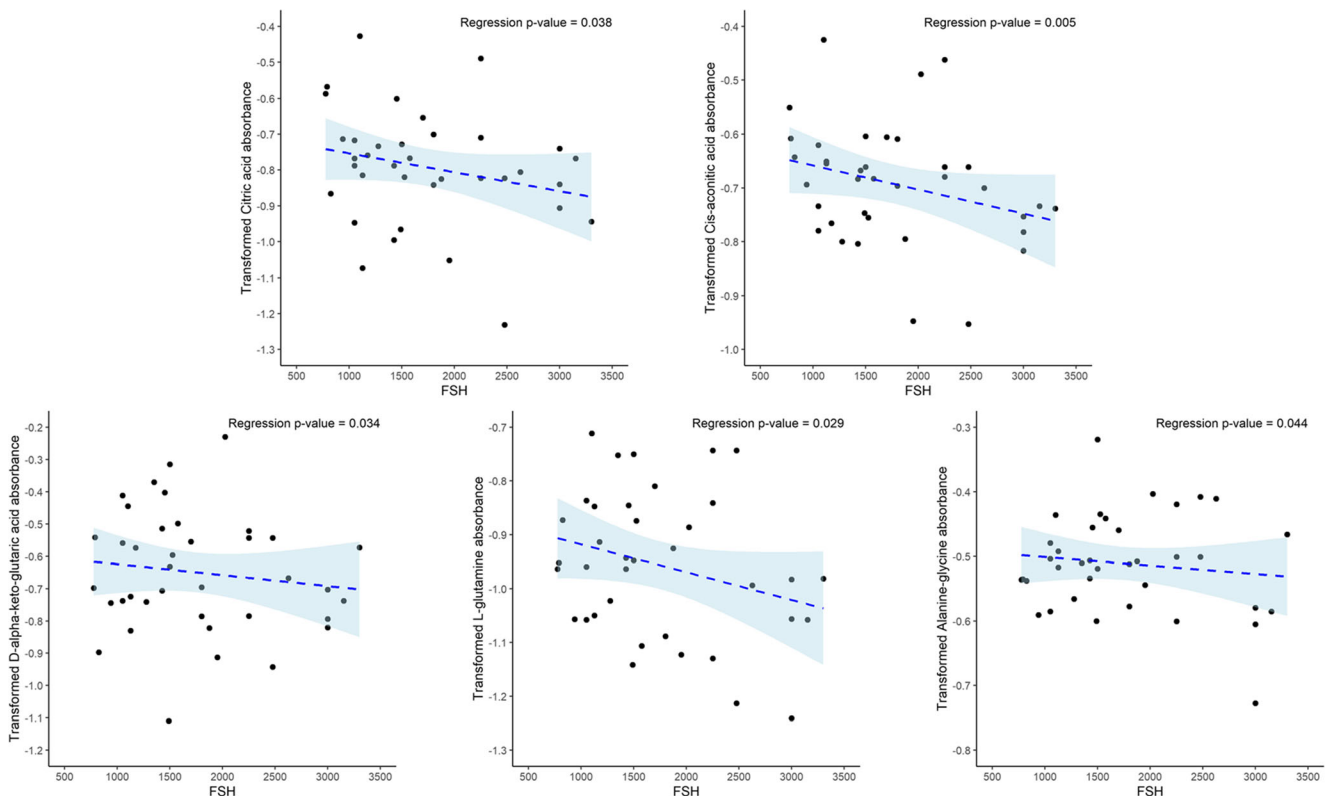 Regression p-value = 0.038
Transformed Citric acid absorbance
-0.4
-0.5
-0.6
-0.7
-0.8
-0.9
-1.0
-1.1
-1.2
-1.3
500 1000 1500 2000 2500 3000 3500
FSH
Regression p-value = 0.005
Transformed Cis-aconitic acid absorbance
-0.4
-0.5
-0.6
-0.7
-0.8
-0.9
-1.0
500 1000 1500 2000 2500 3000 3500
FSH
Regression p-value = 0.034
Transformed D-alpha-keto-glutaric acid absorbance
-0.2
-0.3
-0.4
-0.5
-0.6
-0.7
-0.8
-0.9
-1.0
-1.1
-1.2
500 1000 1500 2000 2500 3000 3500
FSH
Regression p-value = 0.029
Transformed L-glutamine absorbance
-0.7
-0.8
-0.9
-1.0
-1.1
-1.2
-1.3
500 1000 1500 2000 2500 3000 3500
FSH
Regression p-value = 0.044
Transformed Alanine-glycine absorbance
-0.3
-0.4
-0.5
-0.6
-0.7
-0.8
500 1000 1500 2000 2500 3000 3500
FSH